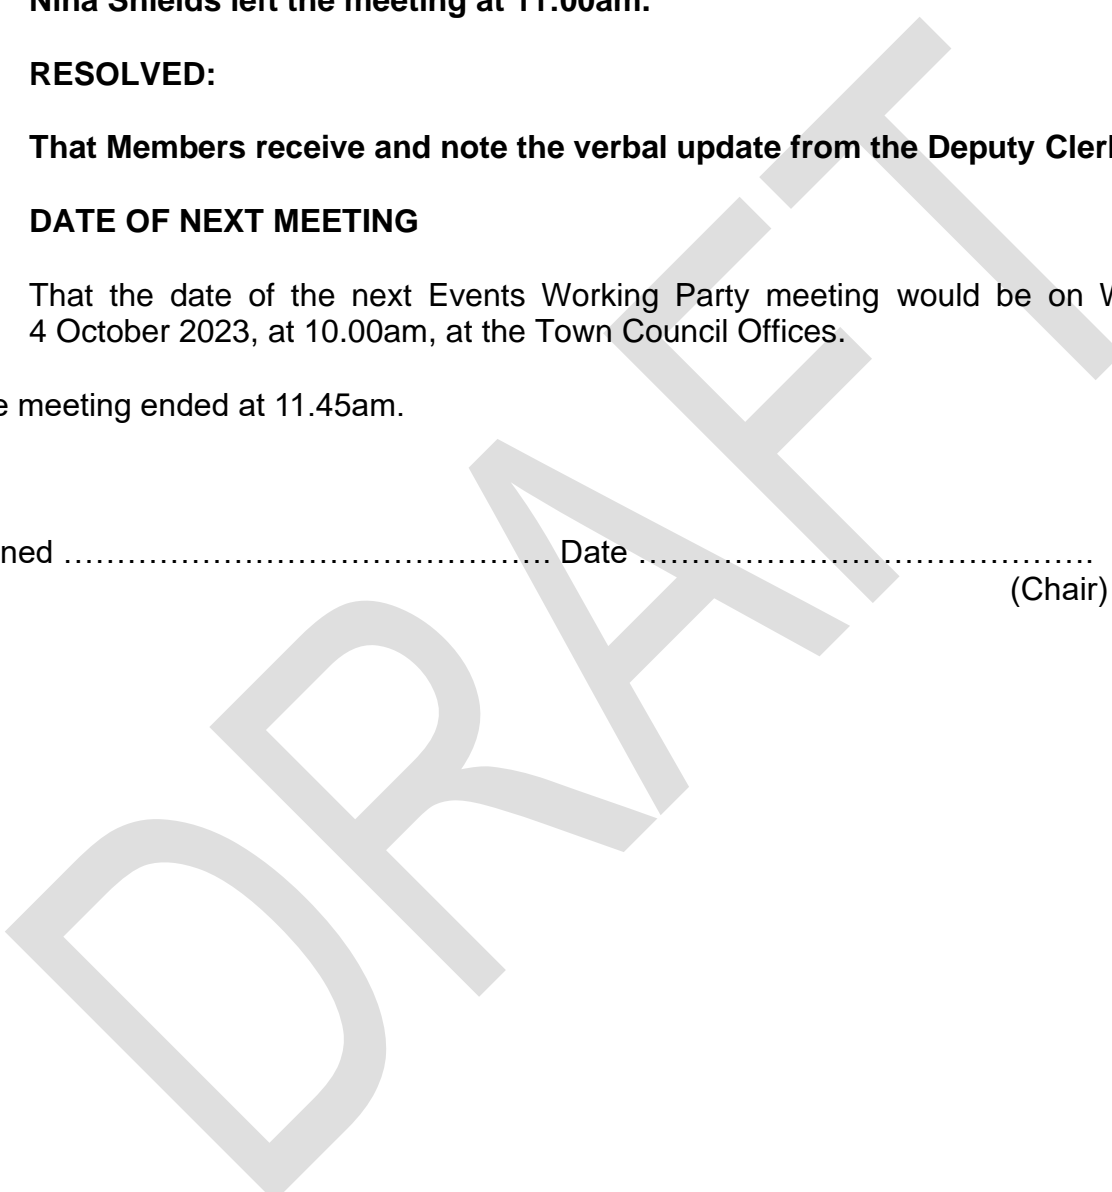 Nina Shields left the meeting at 11.00am.
RESOLVED:
That Members receive and note the verbal update from the Deputy Cler
DATE OF NEXT MEETING
That the date of the next Events Working Party meeting would be on W
4 October 2023, at 10.00am, at the Town Council Offices.
e meeting ended at 11.45am.
ned ………………………………………. Date …………………………………….
(Chair)
DRAFT